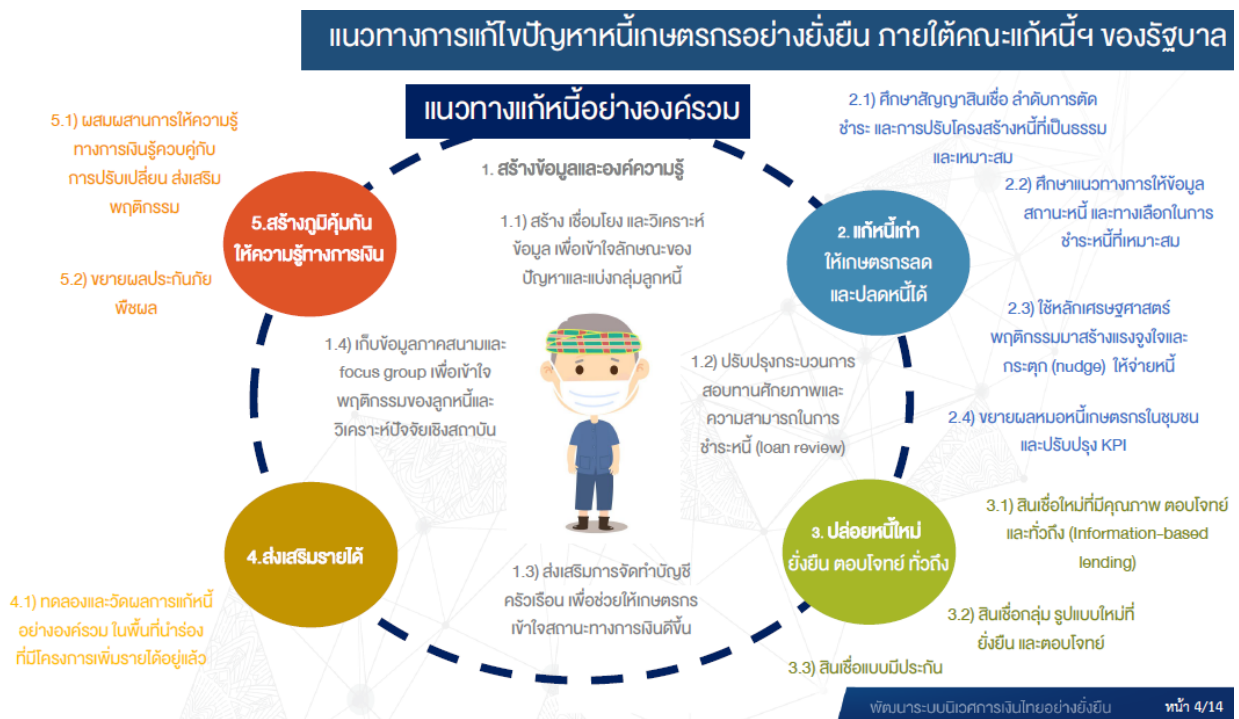 แนวทางการแก้ไขปัญหาหนี้เกษตรกรอย่างยั่งยืน ภายใต้คณะแก้หนี้ฯ ของรัฐบาล
แนวทางแก้หนี้อย่างองค์รวม
1. สร้างข้อมูลและองค์ความรู้
1.1) สร้าง เชื่อมโยง และวิเคราะห์
ข้อมูล เพื่อเข้าใจลักษณะของ
ปัญหาและแบ่งกลุ่มลูกหนี้
1.2) ปรับปรุงกระบวนการ
สอบทานศักยภาพและ
ความสามารถในการ
ชำระหนี้ (loan review)
1.3) ส่งเสริมการจัดทำบัญชี
ครัวเรือน เพื่อช่วยให้เกษตรกร
เข้าใจสถานะทางการเงินดีขึ้น
1.4) เก็บข้อมูลภาคสนามและ
focus group เพื่อเข้าใจ
พฤติกรรมของลูกหนี้และ
วิเคราะห์ปัจจัยเชิงสถาบัน
2. แก้หนี้เก่า
ให้เกษตรกรลด
และปลดหนี้ได้
2.1) ศึกษาสัญญาสินเชื่อ ลำดับการตัด
ชำระ และการปรับโครงสร้างหนี้ที่เป็นธรรม
และเหมาะสม
2.2) ศึกษาแนวทางการให้ข้อมูล
สถานะหนี้ และทางเลือกในการ
ชำระหนี้ที่เหมาะสม
2.3) ใช้หลักเศรษฐศาสตร์
พฤติกรรมมาสร้างแรงจูงใจและ
กระตุก (nudge) ให้จ่ายหนี้
2.4) ขยายผลหมอหนี้เกษตรกรในชุมชน
และปรับปรุง KPI
3. ปล่อยหนี้ใหม่
ยั่งยืน ตอบโจทย์ ทั่วถึง
3.1) สินเชื่อใหม่ที่มีคุณภาพ ตอบโจทย์
และทั่วถึง (Information-based
lending)
3.2) สินเชื่อกลุ่ม รูปแบบใหม่ที่
ยั่งยืน และตอบโจทย์
3.3) สินเชื่อแบบมีประกัน
4.ส่งเสริมรายได้
4.1) ทดลองและวัดผลการแก้หนี้
อย่างองค์รวม ในพื้นที่นำร่อง
ที่มีโครงการเพิ่มรายได้อยู่แล้ว
5.สร้างภูมิคุ้มกัน
ให้ความรู้ทางการเงิน
5.1) ผสมผสานการให้ความรู้
ทางการเงินรู้ควบคู่กับ
การปรับเปลี่ยน ส่งเสริม
พฤติกรรม
5.2) ขยายผลประกันภัย
พืชผล
พัฒนาระบบนิเวศการเงินไทยอย่างยั่งยืน หน้า 4/14